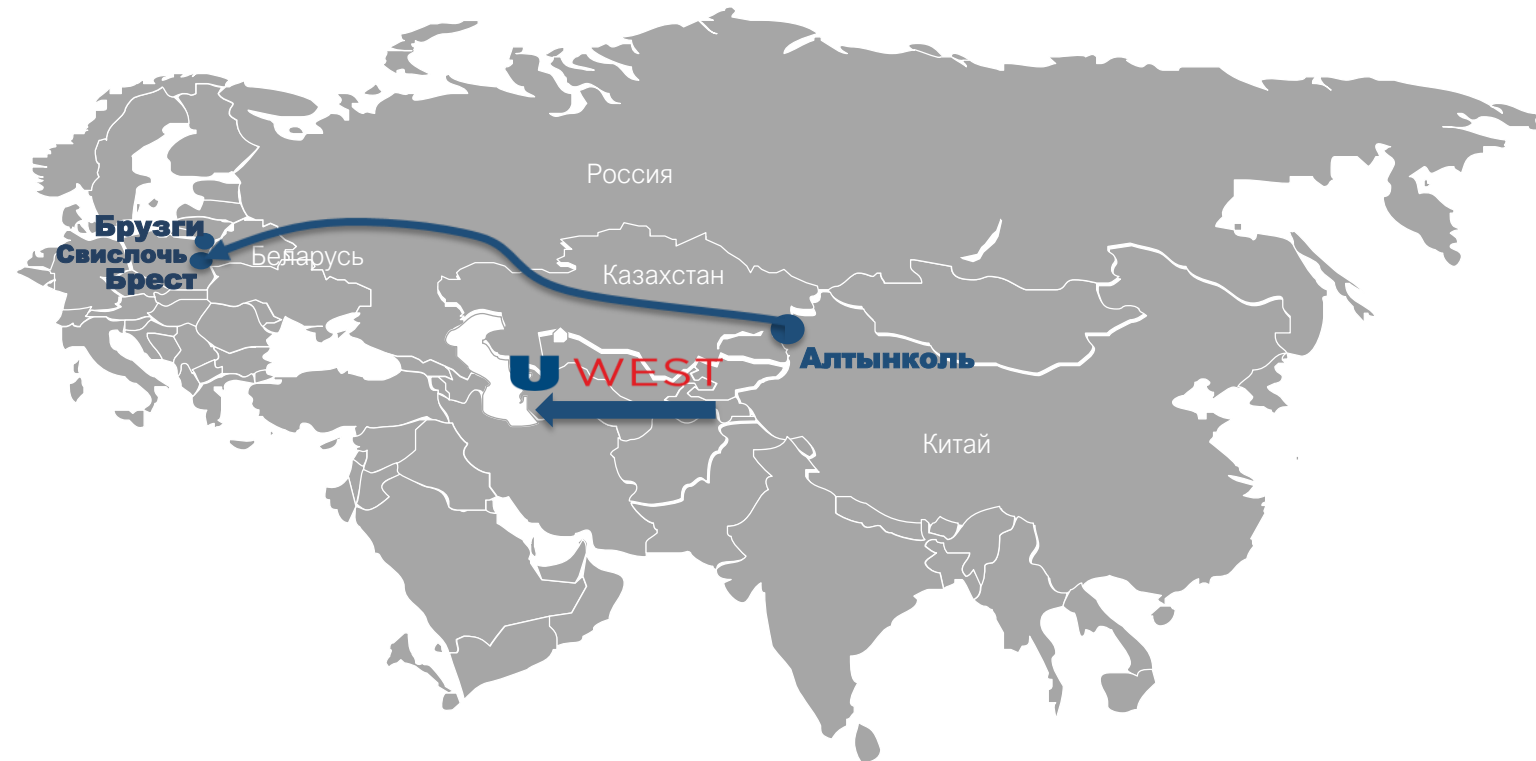 Россия
Брузги
Свислочь
Брест
Беларусь
Казахстан
Алтынколь
U WEST
Китай